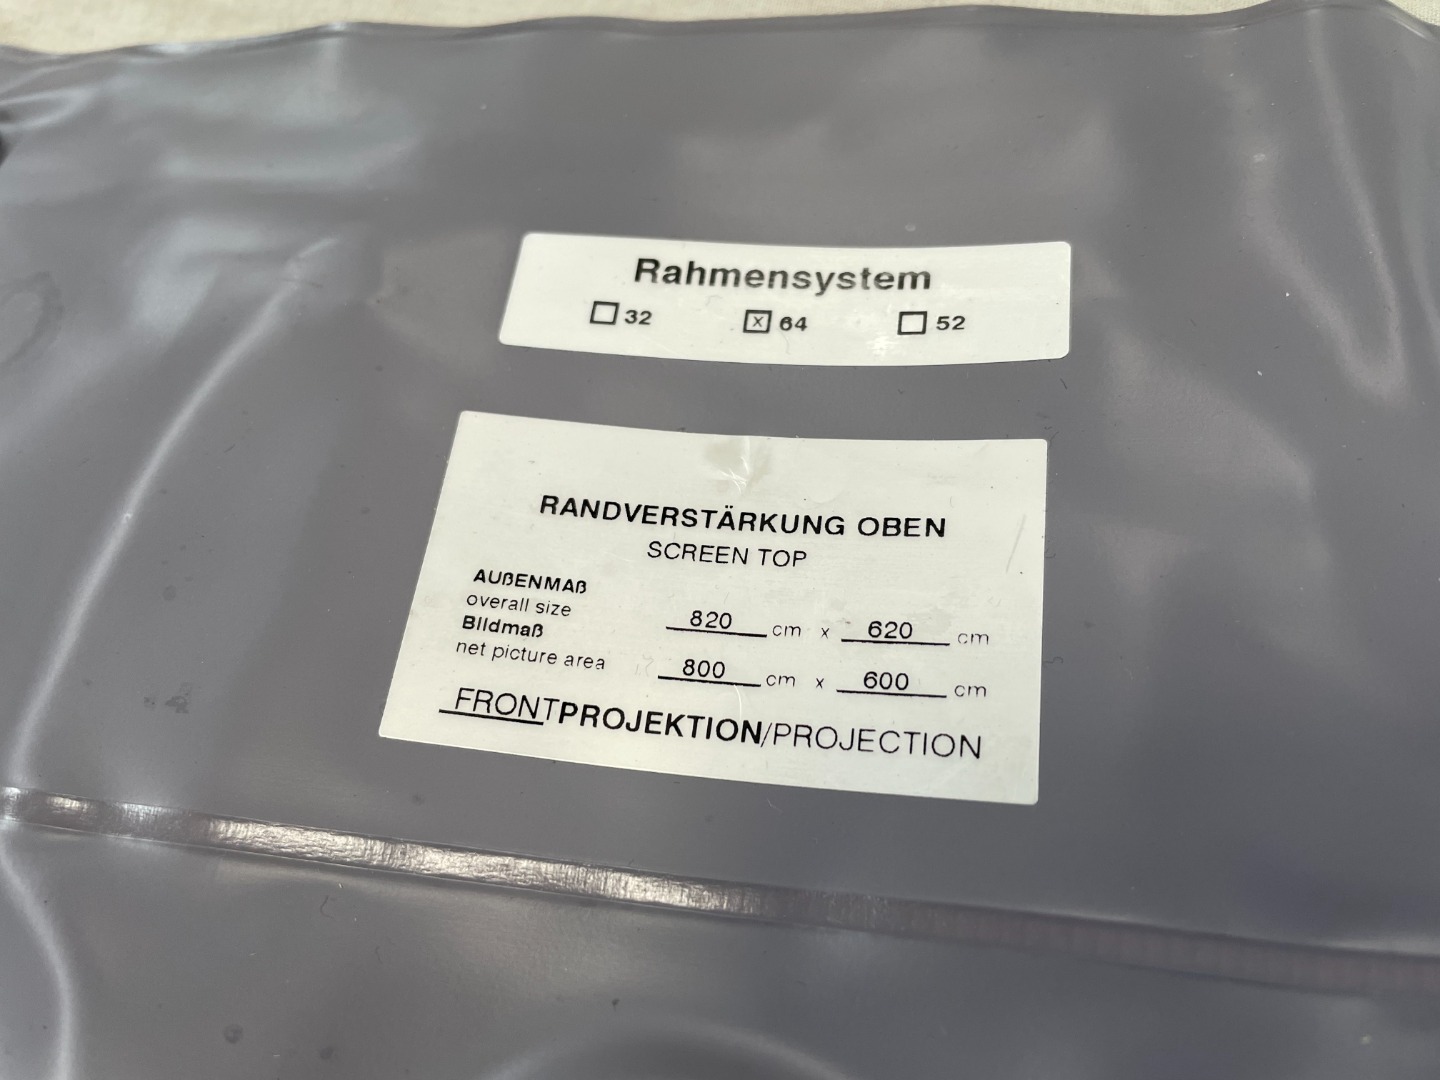 Rahmensystem
☐ 32 ☒ 64 ☐ 52
RANDVERSTÄRKUNG OBEN
SCREEN TOP
AUßENMAß
overall size 820 cm x 620 cm
Bildmaß
net picture area 800 cm x 600 cm
FRONTPROJEKTION/PROJECTION